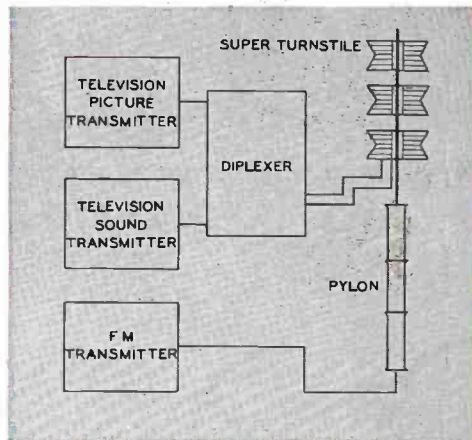 SUPER TURNSTILE
TELEVISION
PICTURE
TRANSMITTER
DIPLEXER
TELEVISION
SOUND
TRANSMITTER
PYLON
FM
TRANSMITTER